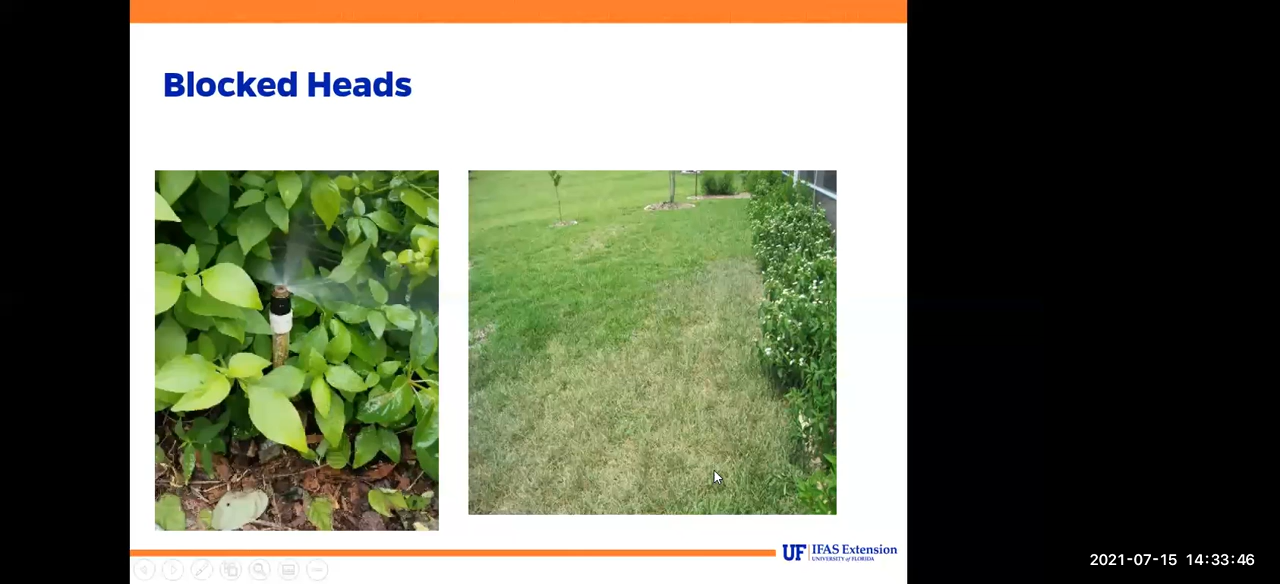 Blocked Heads
UF IFAS Extension
UNIVERSITY of FLORIDA
2021-07-15 14:33:46